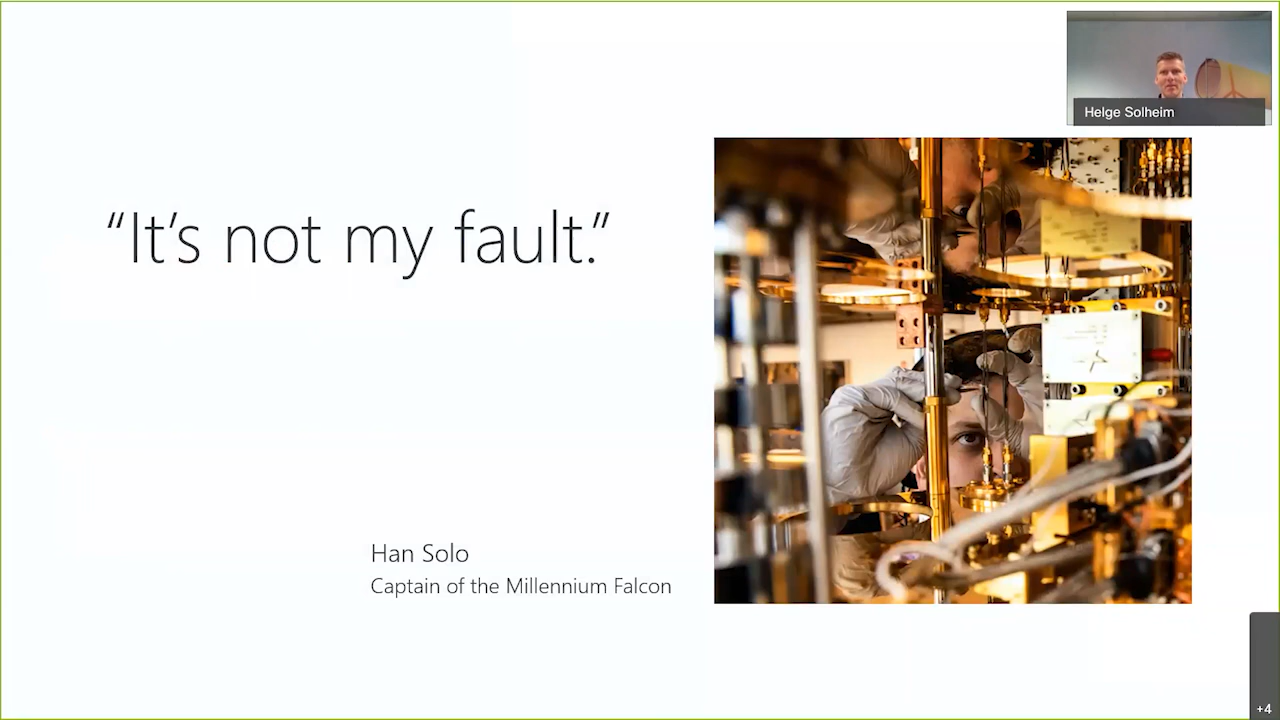 Helge Solheim
“It’s not my fault.”
Han Solo
Captain of the Millennium Falcon
+4